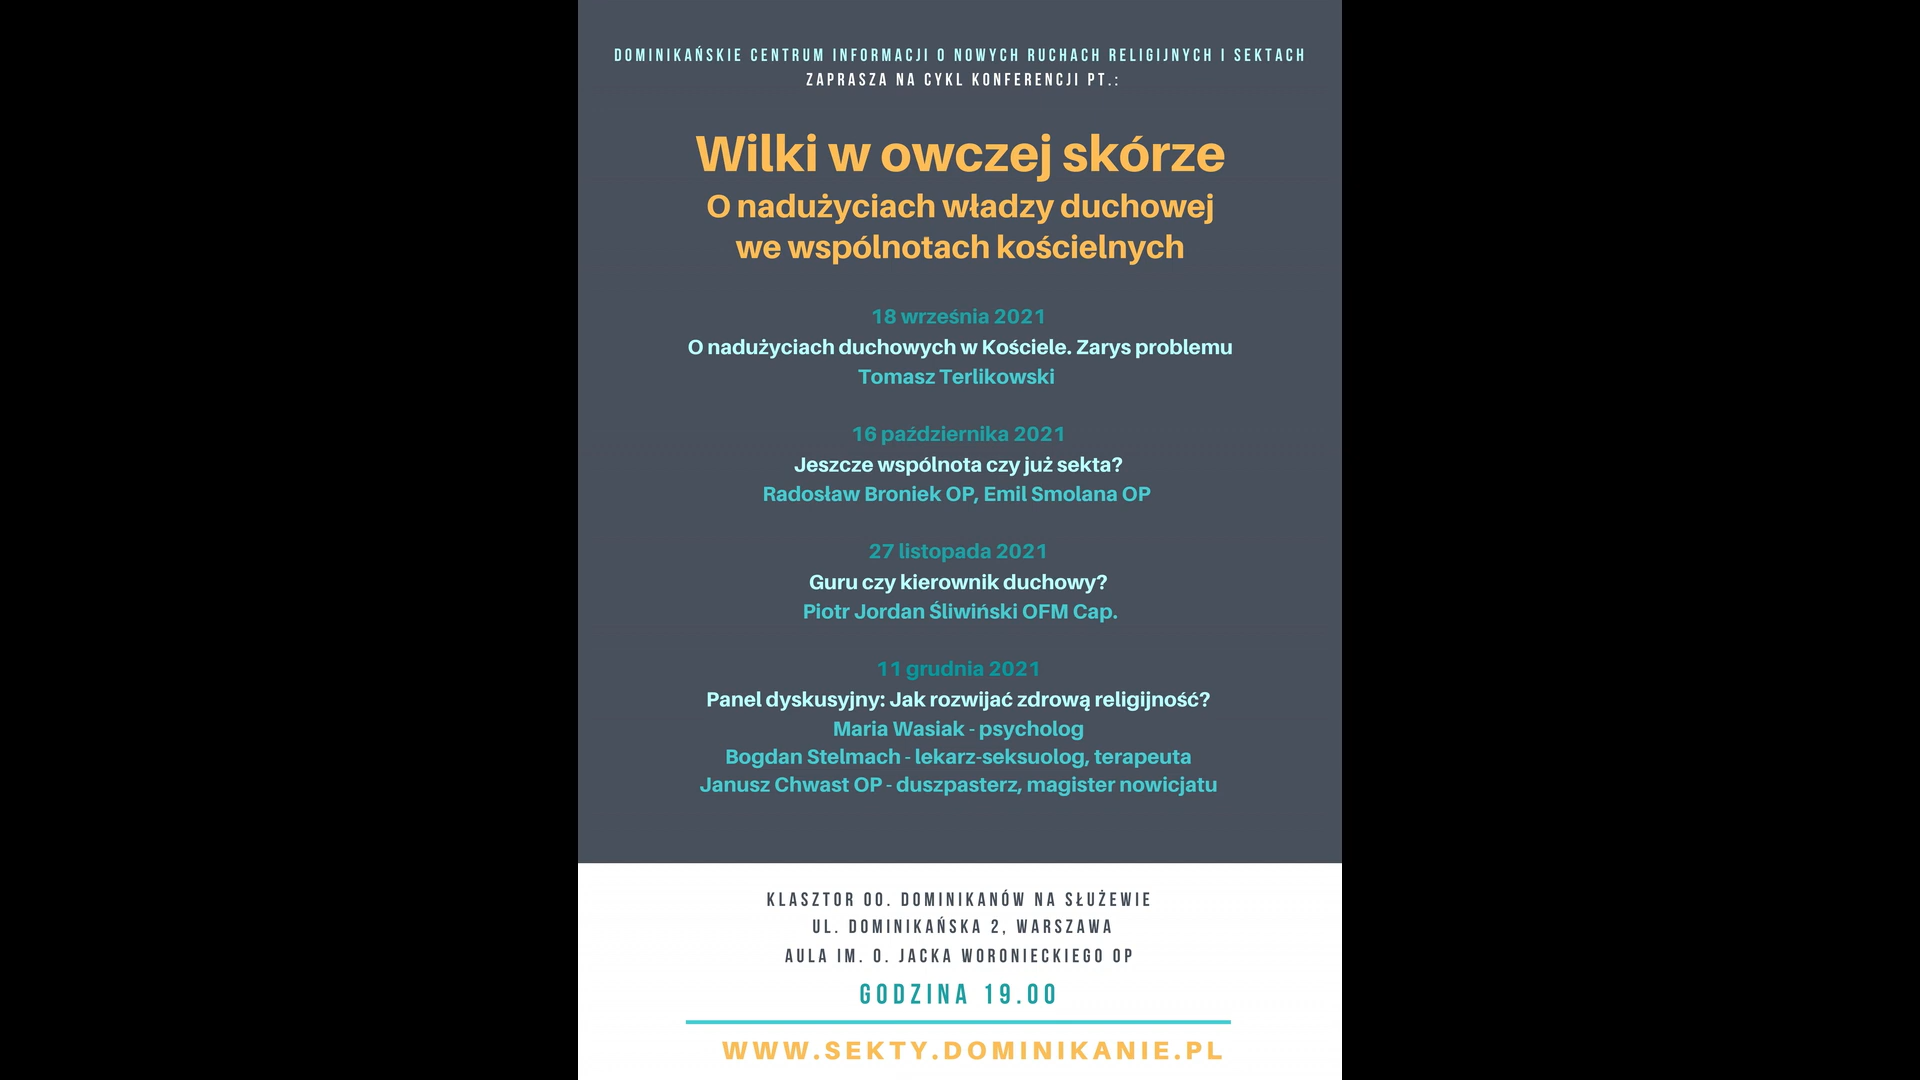 DOMINIKAŃSKIE CENTRUM INFORMACJI O NOWYCH RUCHACH RELIGIJNYCH I SEKTACH
ZAPRASZA NA CYKL KONFERENCJI PT.:
Wilki w owczej skórze
O nadużyciach władzy duchowej
we wspólnotach kościelnych
18 września 2021
O nadużyciach duchowych w Kościele. Zarys problemu
Tomasz Terlikowski
16 października 2021
Jeszcze wspólnota czy już sekta?
Radosław Broniek OP, Emil Smolana OP
27 listopada 2021
Guru czy kierownik duchowy?
Piotr Jordan Śliwiński OFM Cap.
11 grudnia 2021
Panel dyskusyjny: Jak rozwijać zdrową religijność?
Maria Wasiak - psycholog
Bogdan Stelmach - lekarz-seksuolog, terapeuta
Janusz Chwast OP - duszpasterz, magister nowicjatu
KLASZTOR OO. DOMINIKANÓW NA SŁUŻEWIE
UL. DOMINIKAŃSKA 2, WARSZAWA
AULA IM. O. JACKA WORONIECKIEGO OP
GODZINA 19.00
WWW.SEKTY.DOMINIKANIE.PL